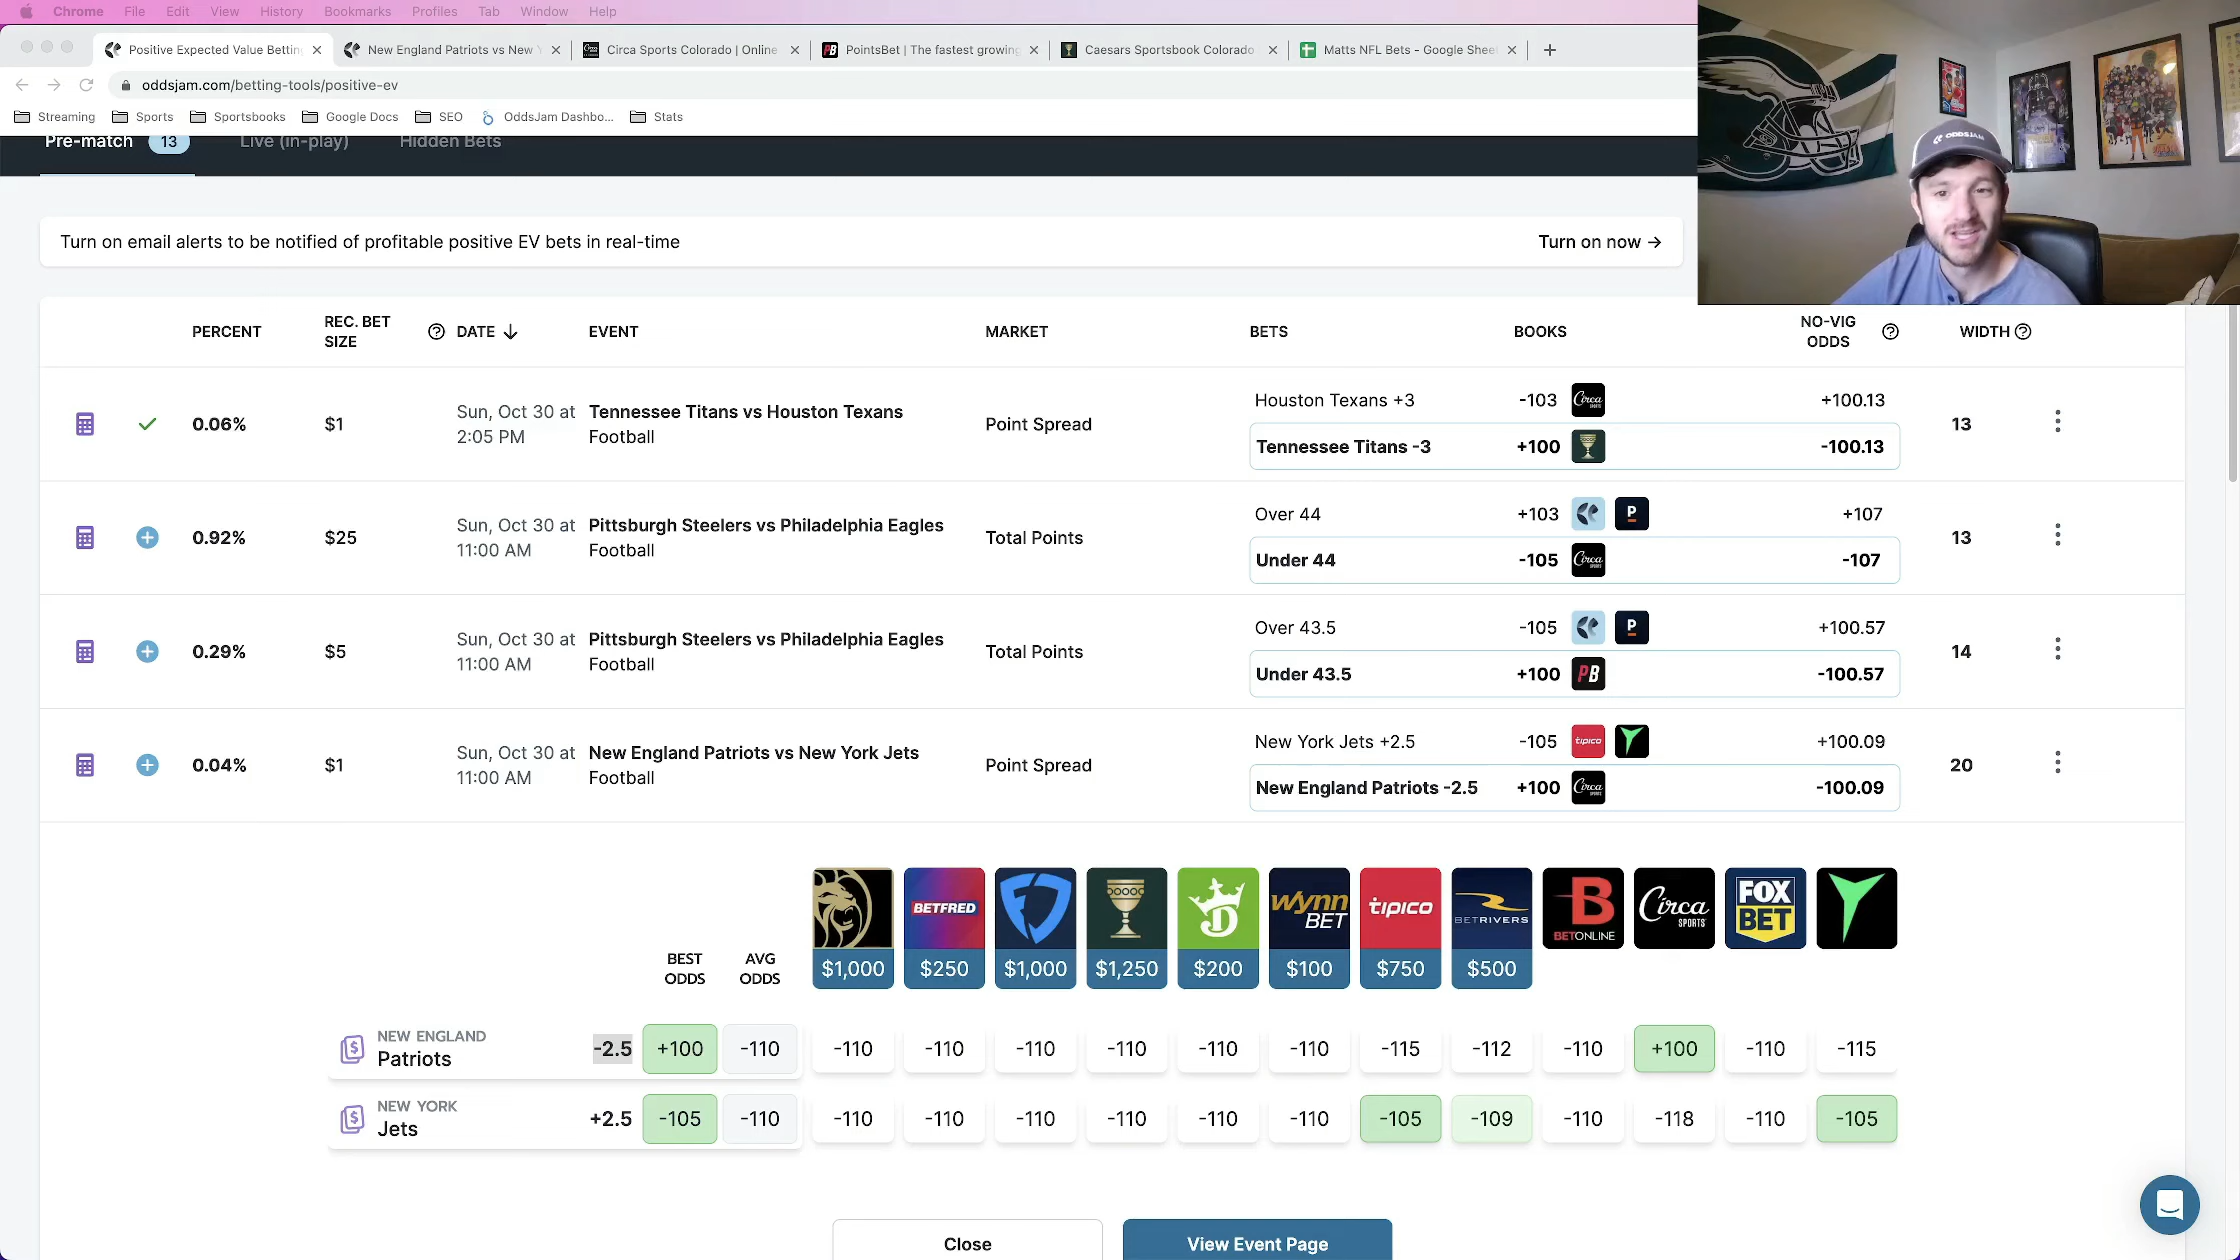 Chrome File Edit View History Bookmarks Profiles Tab Window Help
Positive Expected Value Bettin New England Patriots vs New Y Circa Sports Colorado | Online PointsBet | The fastest growing Caesars Sportsbook Colorado Matts NFL Bets - Google Shee
oddsjam.com/betting-tools/positive-ev
Streaming Sports Sportsbooks Google Docs SEO OddsJam Dashbo... Stats
Pre-match 13 Live (in-play) Hidden Bets
ODDSJAM
Turn on email alerts to be notified of profitable positive EV bets in real-time Turn on now →
PERCENT REC. BET SIZE DATE EVENT MARKET BETS BOOKS NO-VIG ODDS WIDTH
0.06% $1 Sun, Oct 30 at 2:05 PM Tennessee Titans vs Houston Texans Football Point Spread
Houston Texans +3 -103 Circa SPORTS +100.13
Tennessee Titans -3 +100 -100.13
13
0.92% $25 Sun, Oct 30 at 11:00 AM Pittsburgh Steelers vs Philadelphia Eagles Football Total Points
Over 44 +103 P +107
Under 44 -105 Circa SPORTS -107
13
0.29% $5 Sun, Oct 30 at 11:00 AM Pittsburgh Steelers vs Philadelphia Eagles Football Total Points
Over 43.5 -105 P +100.57
Under 43.5 +100 PB -100.57
14
0.04% $1 Sun, Oct 30 at 11:00 AM New England Patriots vs New York Jets Football Point Spread
New York Jets +2.5 -105 tipico +100.09
New England Patriots -2.5 +100 Circa SPORTS -100.09
20
BETFRED Wynn BET tipico BETRIVERS B BETONLINE Circa SPORTS FOX BET
BEST ODDS AVG ODDS $1,000 $250 $1,000 $1,250 $200 $100 $750 $500
NEW ENGLAND
Patriots -2.5 +100 -110 -110 -110 -110 -110 -110 -110 -115 -112 -110 +100 -110 -115
NEW YORK
Jets +2.5 -105 -110 -110 -110 -110 -110 -110 -110 -105 -109 -110 -118 -110 -105
Close View Event Page